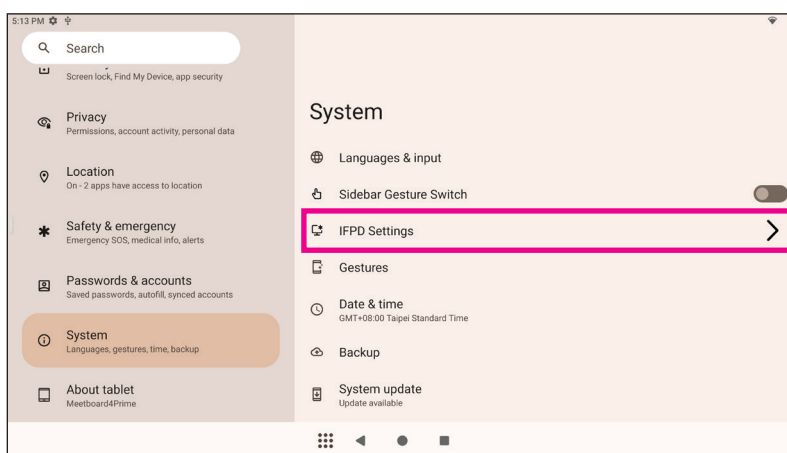 5:13 PM
Search
Screen lock, Find My Device, app security
Privacy
Permissions, account activity, personal data
Location
On - 2 apps have access to location
Safety & emergency
Emergency SOS, medical info, alerts
Passwords & accounts
Saved passwords, autofill, synced accounts
System
Languages, gestures, time, backup
About tablet
Meetboard4Prime
System
Languages & input
Sidebar Gesture Switch
IFPD Settings
Gestures
Date & time
GMT+08:00 Taipei Standard Time
Backup
System update
Update available